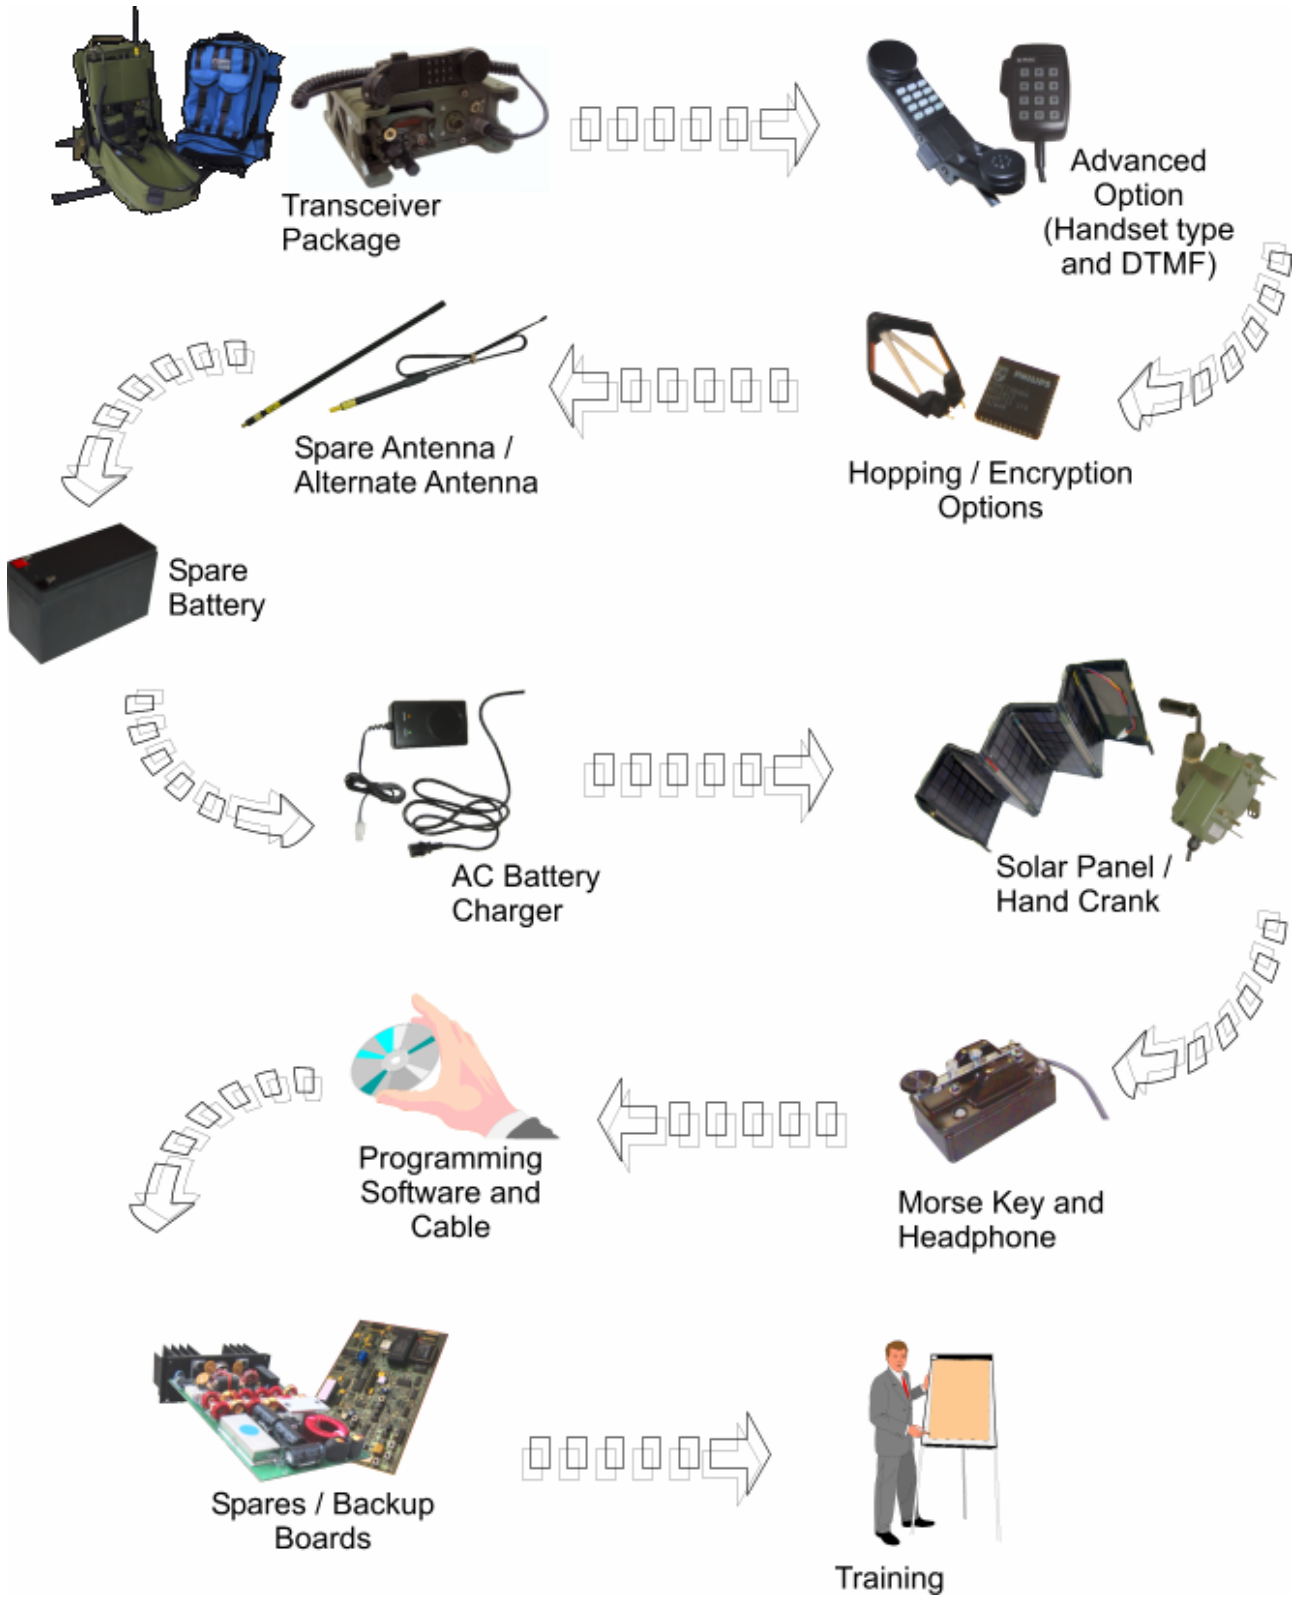 Transceiver
Package
Advanced
Option
(Handset type
and DTMF)
PHILIPS
Hopping / Encryption
Options
Spare Antenna /
Alternate Antenna
Spare
Battery
AC Battery
Charger
Solar Panel /
Hand Crank
Morse Key and
Headphone
Programming
Software and
Cable
Spares / Backup
Boards
Training